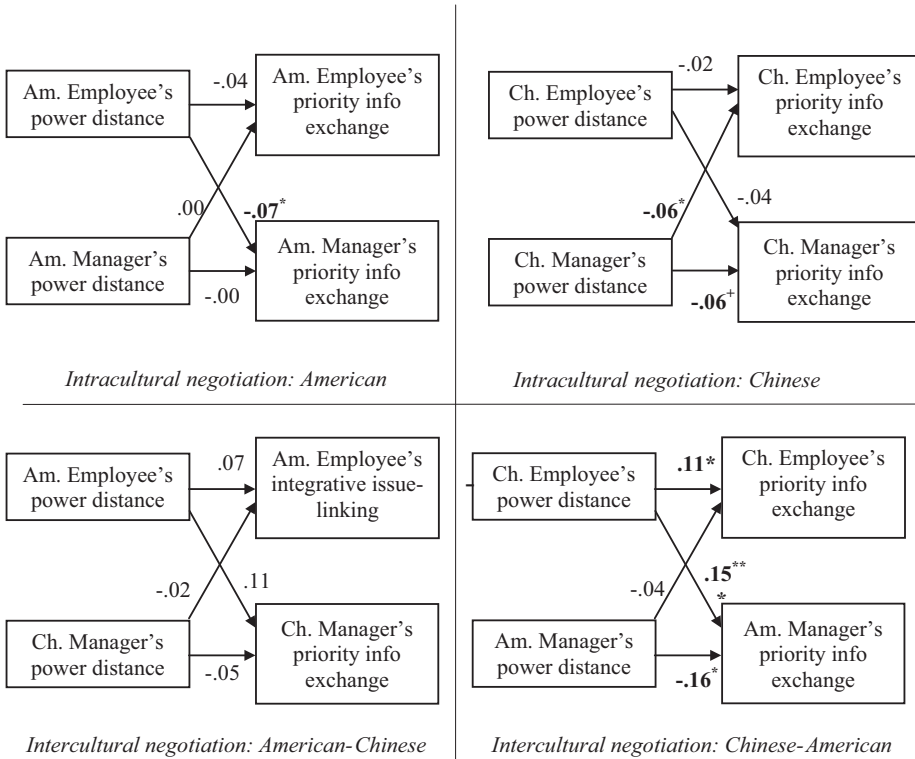 Am. Employee’s
power distance
-.04
Am. Employee’s
priority info
exchange
.00
-.07*
Am. Manager’s
power distance
-.00
Am. Manager’s
priority info
exchange
Intracultural negotiation: American
Ch. Employee’s
power distance
-.02
Ch. Employee’s
priority info
exchange
-.06*
-.04
Ch. Manager’s
power distance
-.06+
Ch. Manager’s
priority info
exchange
Intracultural negotiation: Chinese
Am. Employee’s
power distance
.07
Am. Employee’s
integrative issue-
linking
-.02
.11
Ch. Manager’s
power distance
-.05
Ch. Manager’s
priority info
exchange
Intercultural negotiation: American-Chinese
-
Ch. Employee’s
power distance
.11*
Ch. Employee’s
priority info
exchange
-.04
.15**
*
Am. Manager’s
power distance
-.16*
Am. Manager’s
priority info
exchange
Intercultural negotiation: Chinese-American